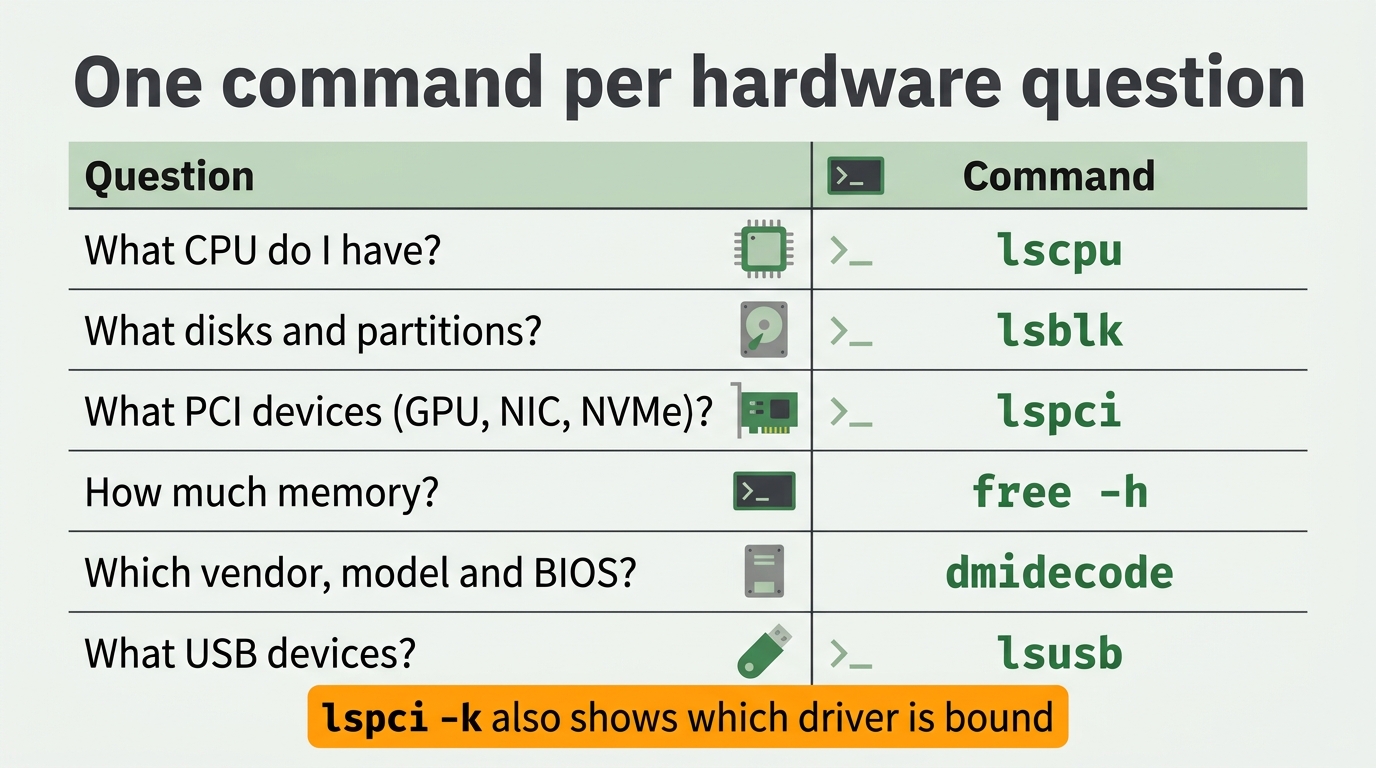 One command per hardware question
Question >_ Command
What CPU do I have? >_ lscpu
What disks and partitions? >_ lsblk
What PCI devices (GPU, NIC, NVMe)? >_ lspci
How much memory? >_ free -h
Which vendor, model and BIOS? dmidecode
What USB devices? >_ lsusb
lspci -k also shows which driver is bound